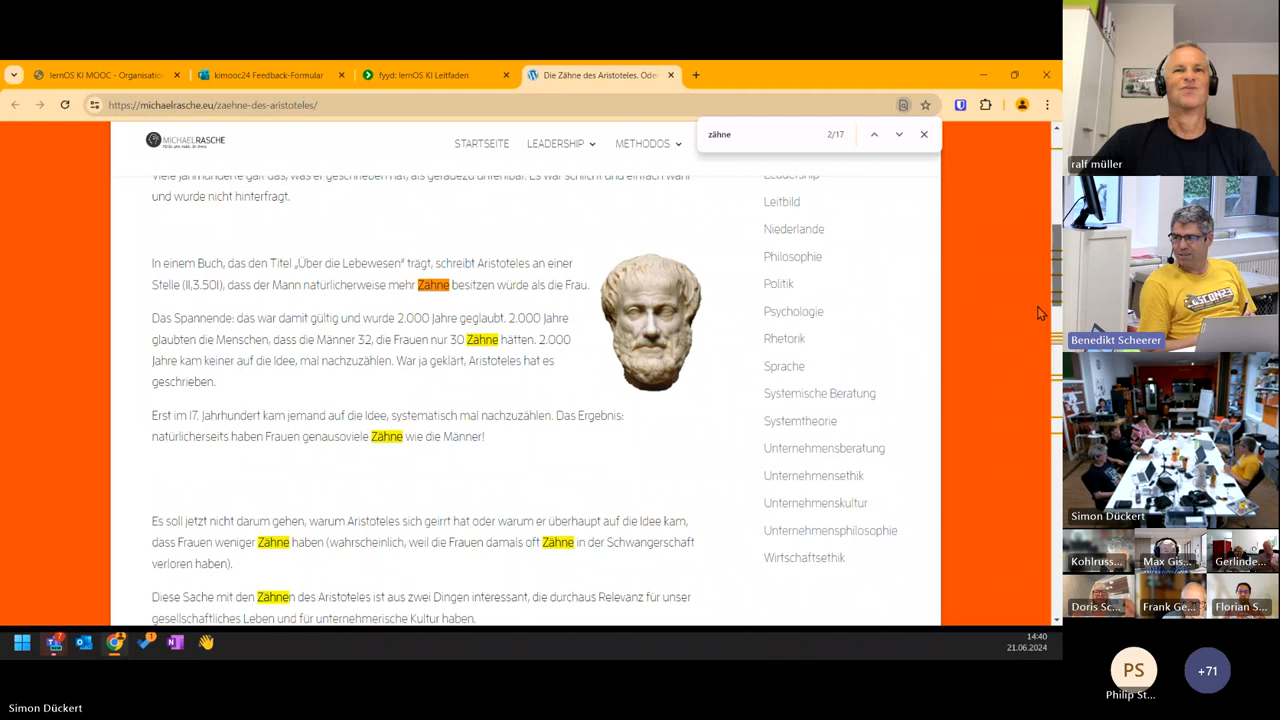 lernOS KI MOOC - Organisation
kimooc24 Feedback-Formular
fyyd: lernOS KI Leitfaden
Die Zähne des Aristoteles. Ode
https://michaelrasche.eu/zaehne-des-aristoteles/
zähne 2/17
MICHAELRASCHE
STARTSEITE LEADERSHIP METHODOS
und wurde nicht hinterfragt.
In einem Buch, das den Titel „Über die Lebewesen“ trägt, schreibt Aristoteles an einer
Stelle (II,3.501), dass der Mann natürlicherweise mehr Zähne besitzen würde als die Frau.
Das Spannende: das war damit gültig und wurde 2.000 Jahre geglaubt. 2.000 Jahre
glaubten die Menschen, dass die Männer 32, die Frauen nur 30 Zähne hätten. 2.000
Jahre kam keiner auf die Idee, mal nachzuzählen. War ja geklärt, Aristoteles hat es
geschrieben.
Erst im 17. Jahrhundert kam jemand auf die Idee, systematisch mal nachzuzählen. Das Ergebnis:
natürlicherseits haben Frauen genausoviele Zähne wie die Männer!
Es soll jetzt nicht darum gehen, warum Aristoteles sich geirrt hat oder warum er überhaupt auf die Idee kam,
dass Frauen weniger Zähne haben (wahrscheinlich, weil die Frauen damals oft Zähne in der Schwangerschaft
verloren haben).
Diese Sache mit den Zähnen des Aristoteles ist aus zwei Dingen interessant, die durchaus Relevanz für unser
gesellschaftliches Leben und für unternehmerische Kultur haben.
Leadership
Leitbild
Niederlande
Philosophie
Politik
Psychologie
Rhetorik
Sprache
Systemische Beratung
Systemtheorie
Unternehmensberatung
Unternehmensethik
Unternehmenskultur
Unternehmensphilosophie
Wirtschaftsethik
14:40
21.06.2024
ralf müller
Benedikt Scheerer
Simon Dückert
Kohlruss...
Max Gis...
Gerlinde...
Doris Sc...
Frank Ge...
Florian S...
PS
Philip St...
+71
Simon Dückert